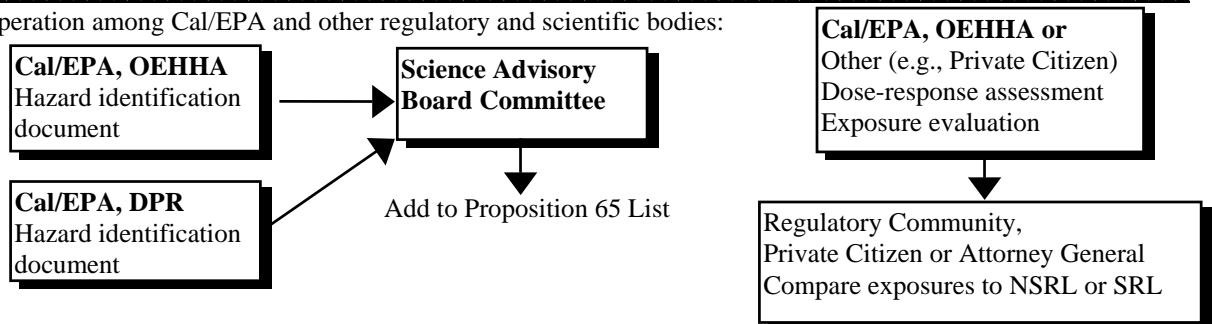 peration among Cal/EPA and other regulatory and scientific bodies:
Cal/EPA, OEHHA
Hazard identification
document
Cal/EPA, DPR
Hazard identification
document
Science Advisory
Board Committee
Add to Proposition 65 List
Cal/EPA, OEHHA or
Other (e.g., Private Citizen)
Dose-response assessment
Exposure evaluation
Regulatory Community,
Private Citizen or Attorney General
Compare exposures to NSRL or SRL